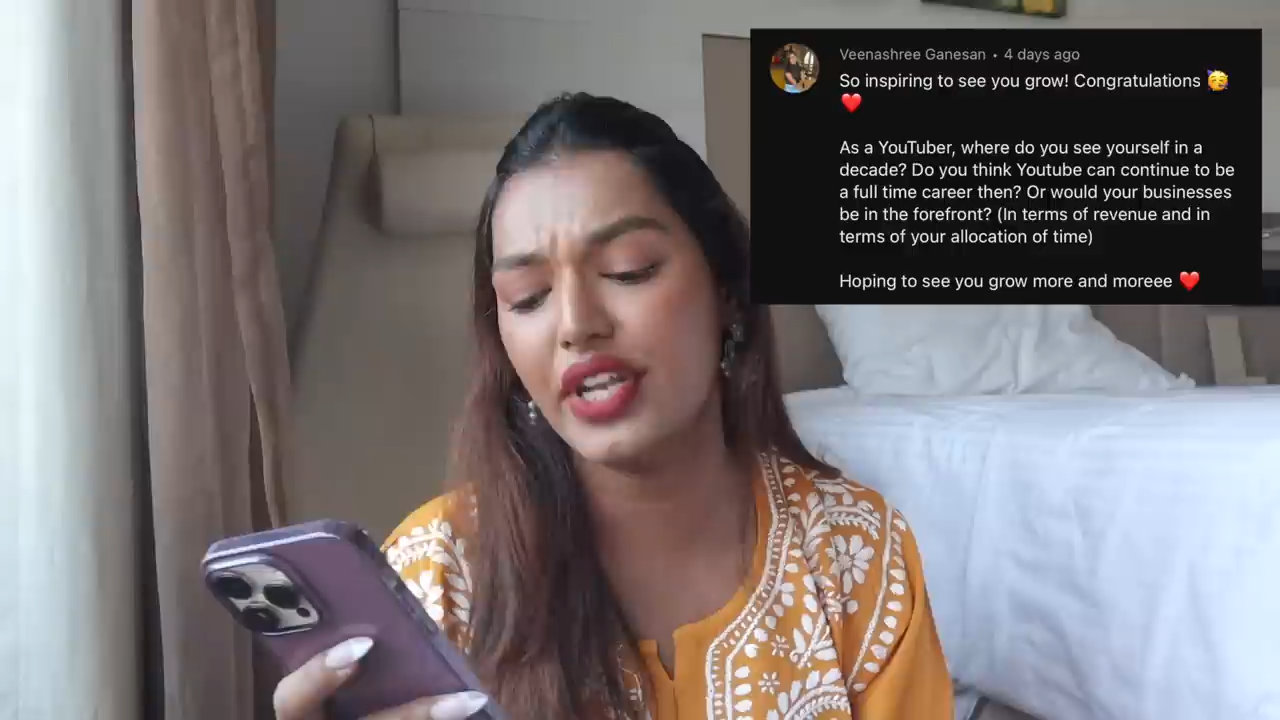 Veenashree Ganesan • 4 days ago
So inspiring to see you grow! Congratulations 🥳
❤️
As a YouTuber, where do you see yourself in a
decade? Do you think Youtube can continue to be
a full time career then? Or would your businesses
be in the forefront? (In terms of revenue and in
terms of your allocation of time)
Hoping to see you grow more and moreee ❤️